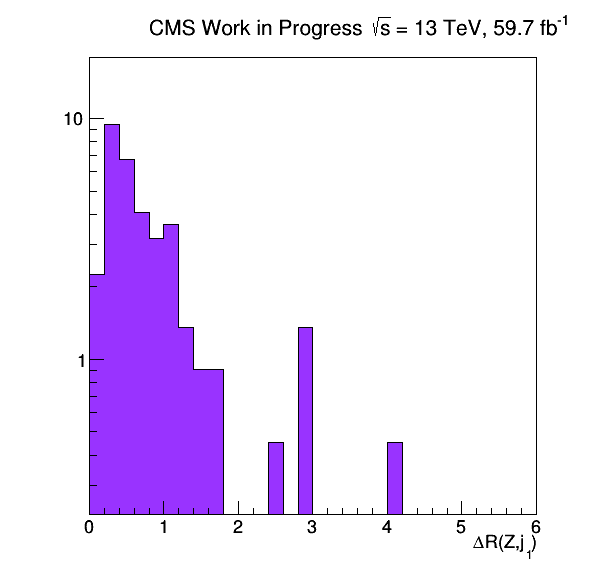 CMS Work in Progress √s = 13 TeV, 59.7 fb⁻¹
10
1
0 1 2 3 4 5 6
ΔR(Z,j₁)